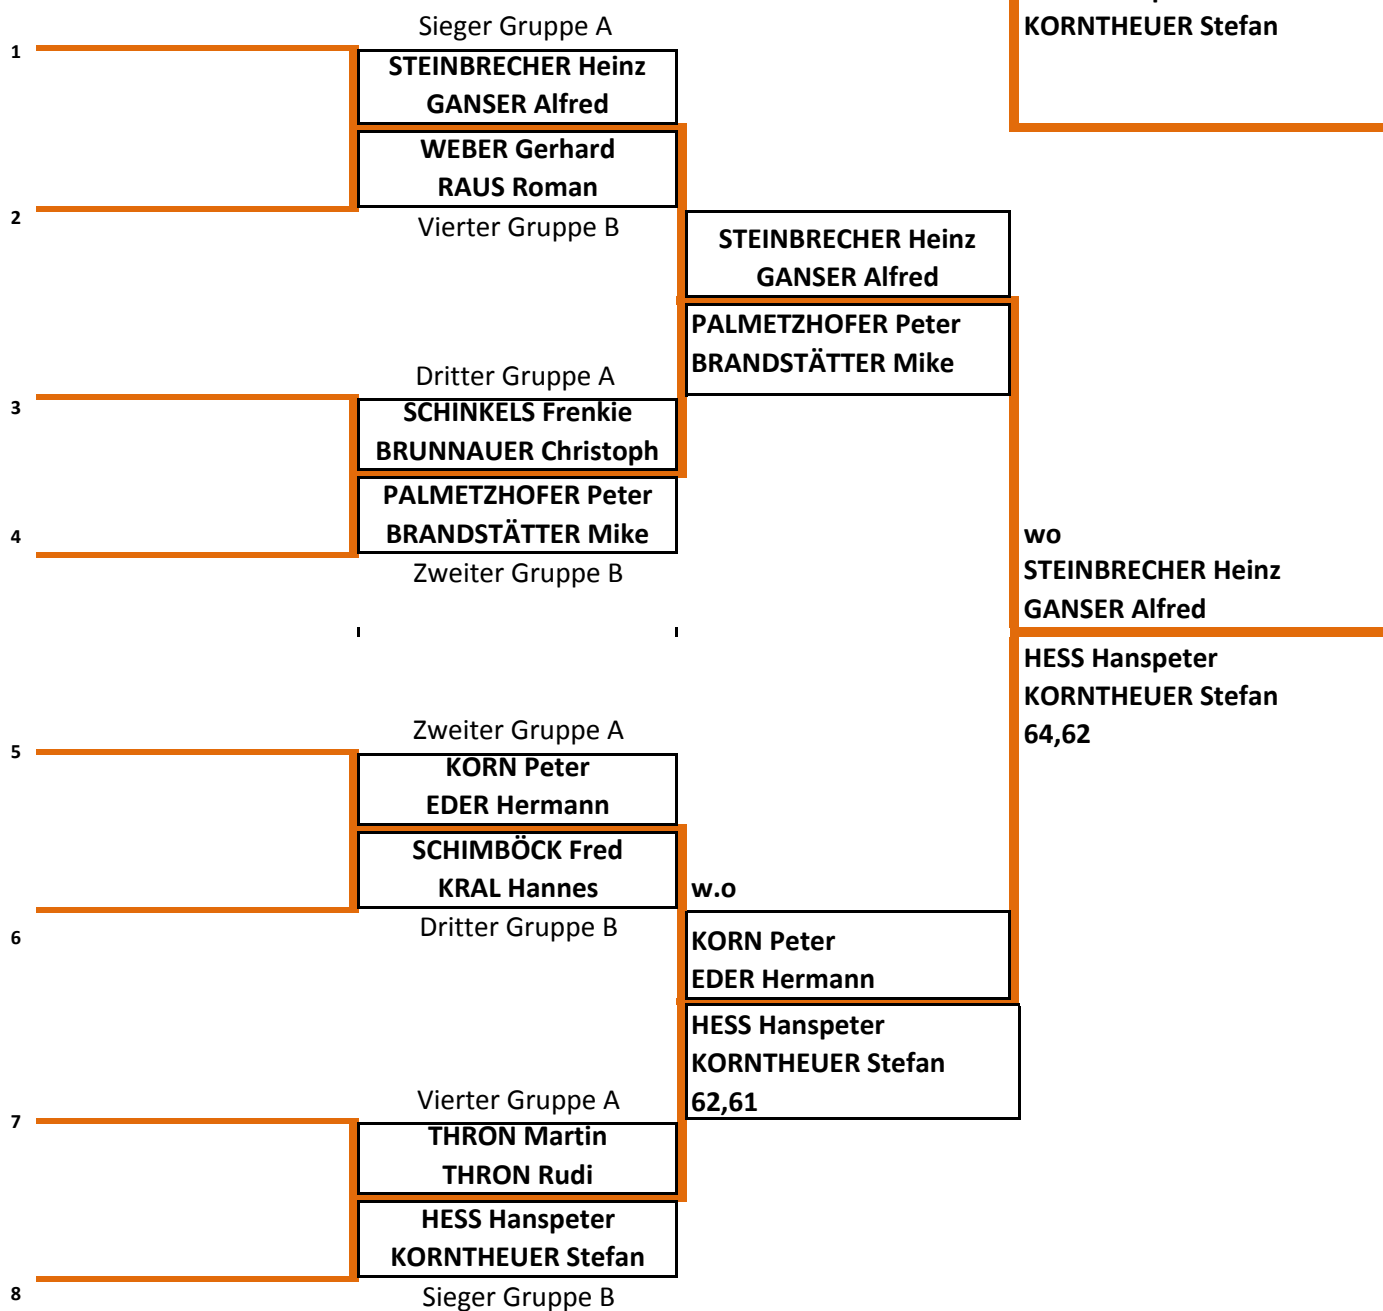 KORNTHEUER Stefan
Sieger Gruppe A
1
STEINBRECHER Heinz
GANSER Alfred
WEBER Gerhard
RAUS Roman
2
Vierter Gruppe B
STEINBRECHER Heinz
GANSER Alfred
PALMETZHOFER Peter
BRANDSTÄTTER Mike
Dritter Gruppe A
3
SCHINKELS Frenkie
BRUNNAUER Christoph
PALMETZHOFER Peter
BRANDSTÄTTER Mike
4
Zweiter Gruppe B
wo
STEINBRECHER Heinz
GANSER Alfred
HESS Hanspeter
KORNTHEUER Stefan
64,62
Zweiter Gruppe A
5
KORN Peter
EDER Hermann
SCHIMBÖCK Fred
KRAL Hannes
w.o
Dritter Gruppe B
6
KORN Peter
EDER Hermann
HESS Hanspeter
KORNTHEUER Stefan
62,61
Vierter Gruppe A
7
THRON Martin
THRON Rudi
HESS Hanspeter
KORNTHEUER Stefan
8
Sieger Gruppe B